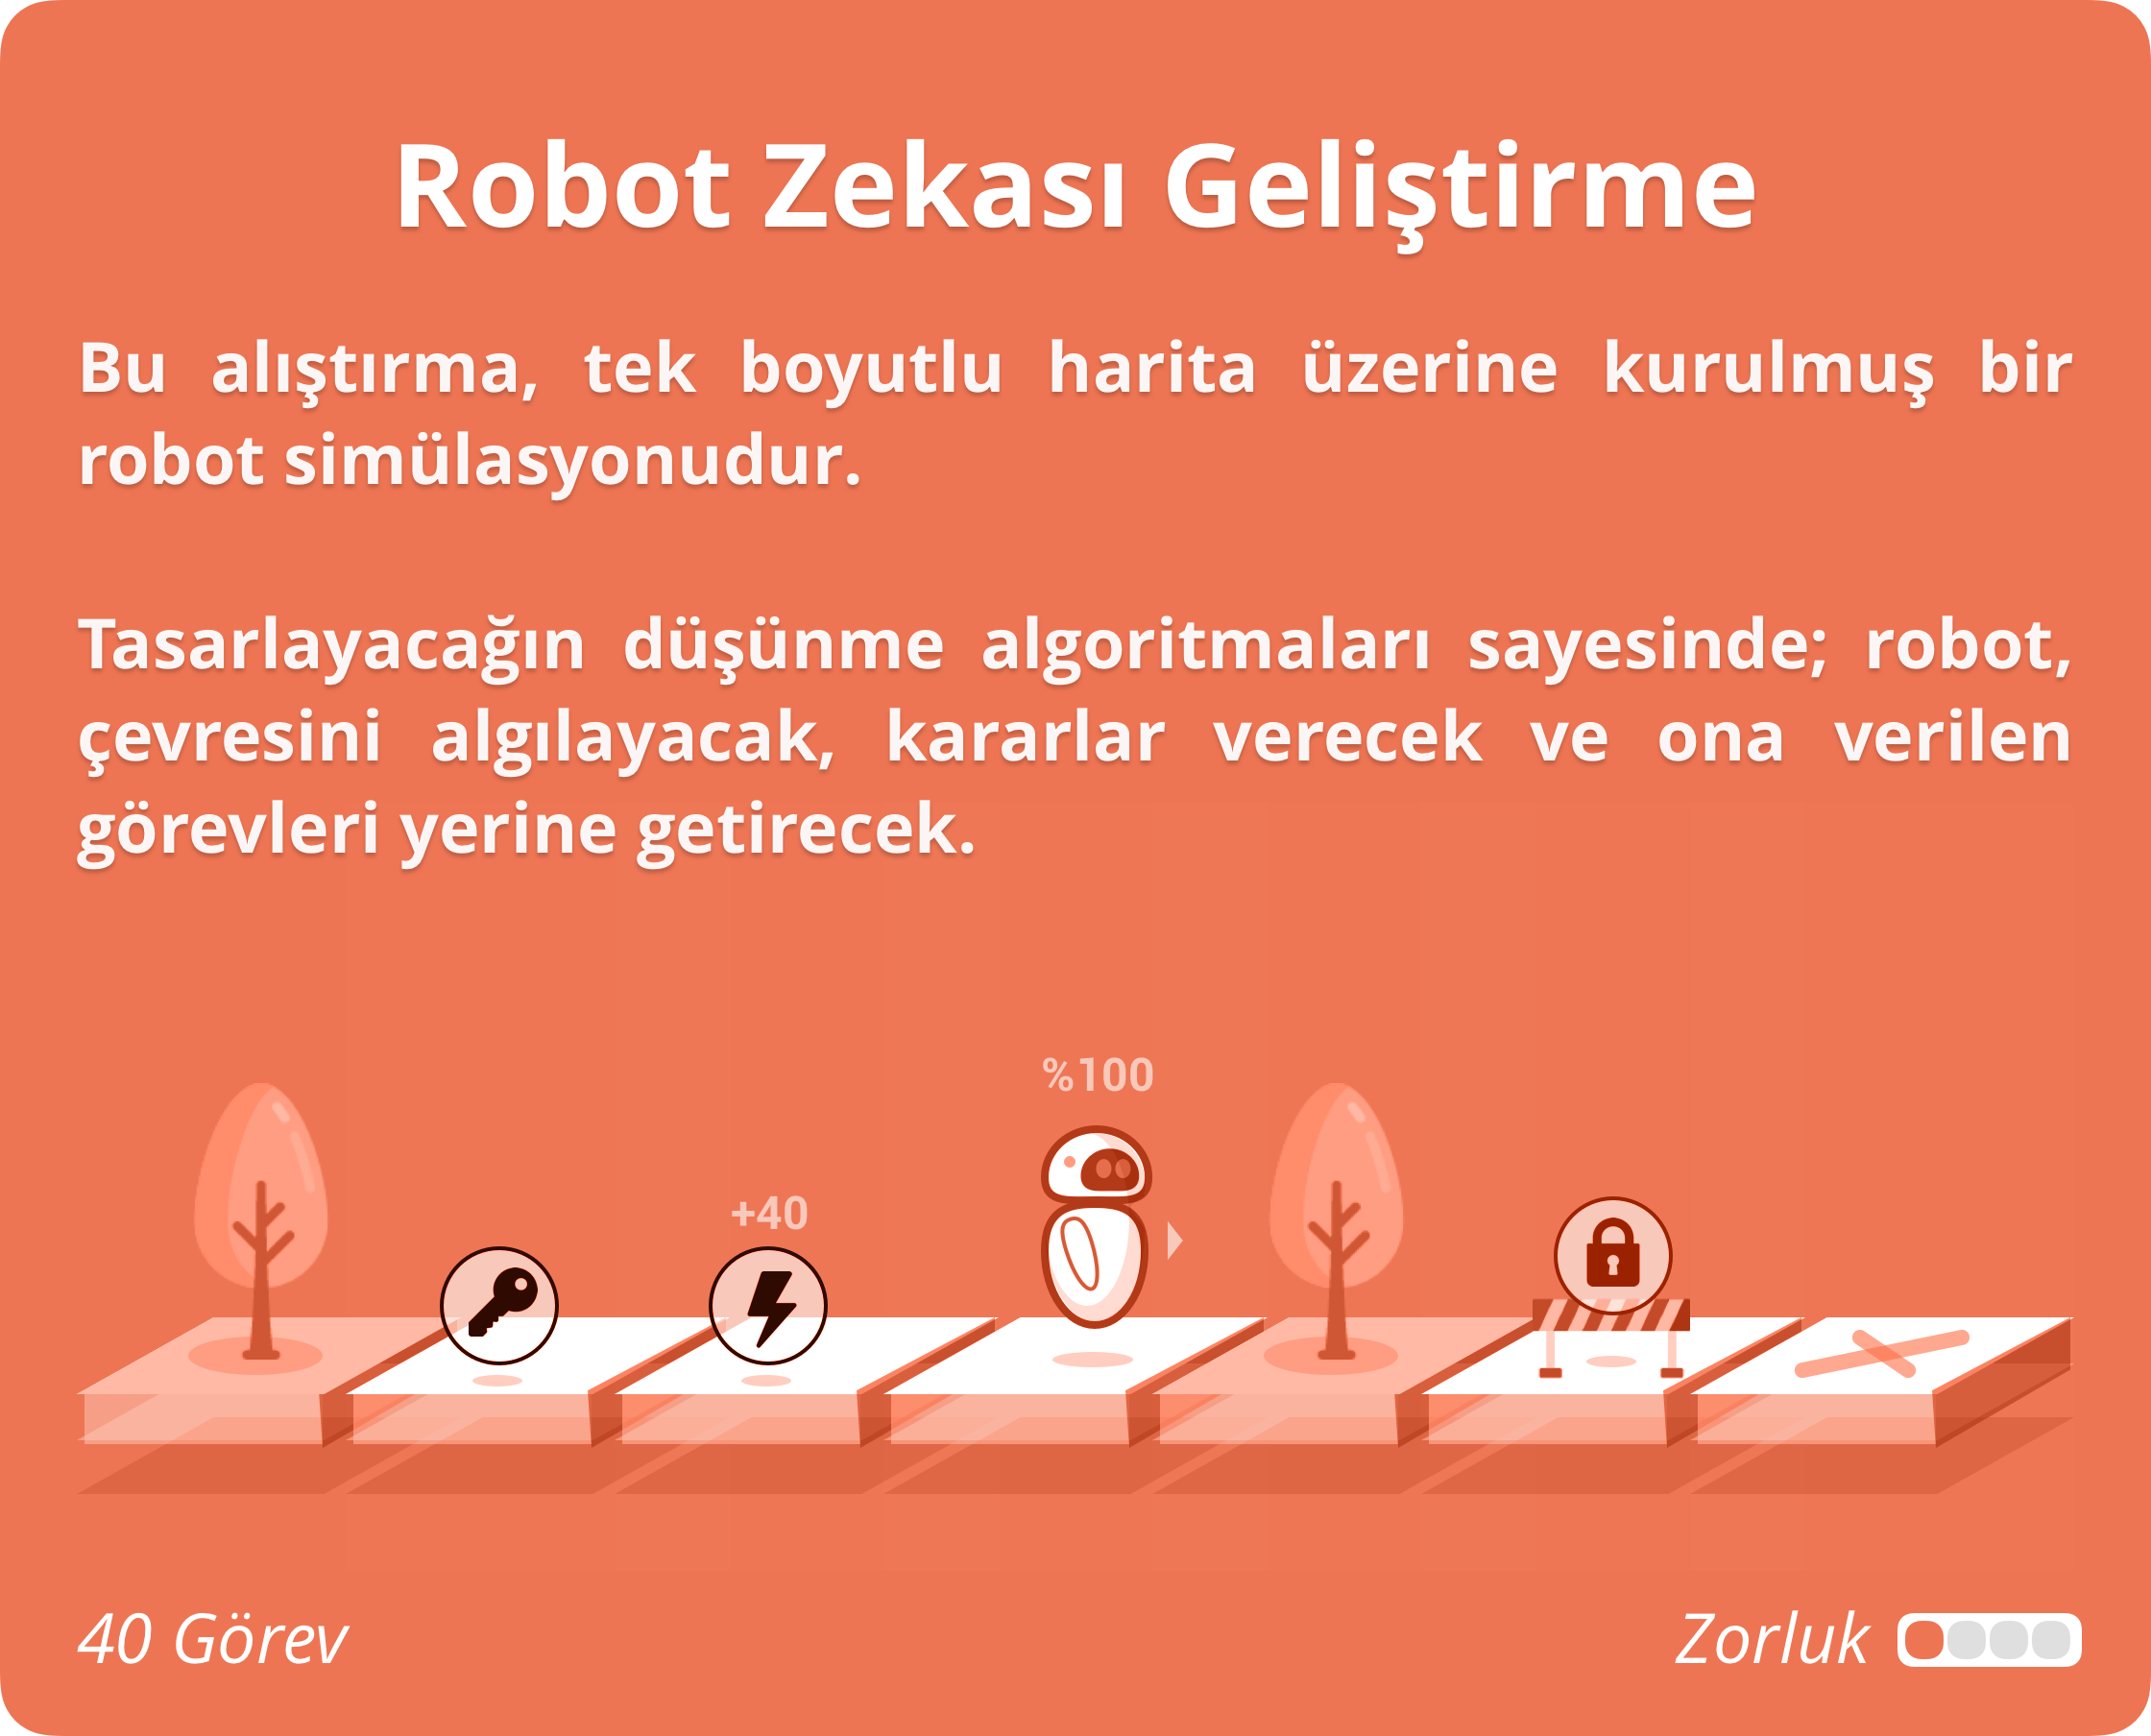 Robot Zekası Geliştirme
Bu alıştırma, tek boyutlu harita üzerine kurulmuş bir
robot simülasyonudur.
Tasarlayacağın düşünme algoritmaları sayesinde; robot,
çevresini algılayacak, kararlar verecek ve ona verilen
görevleri yerine getirecek.
%100
+40
40 Görev
Zorluk